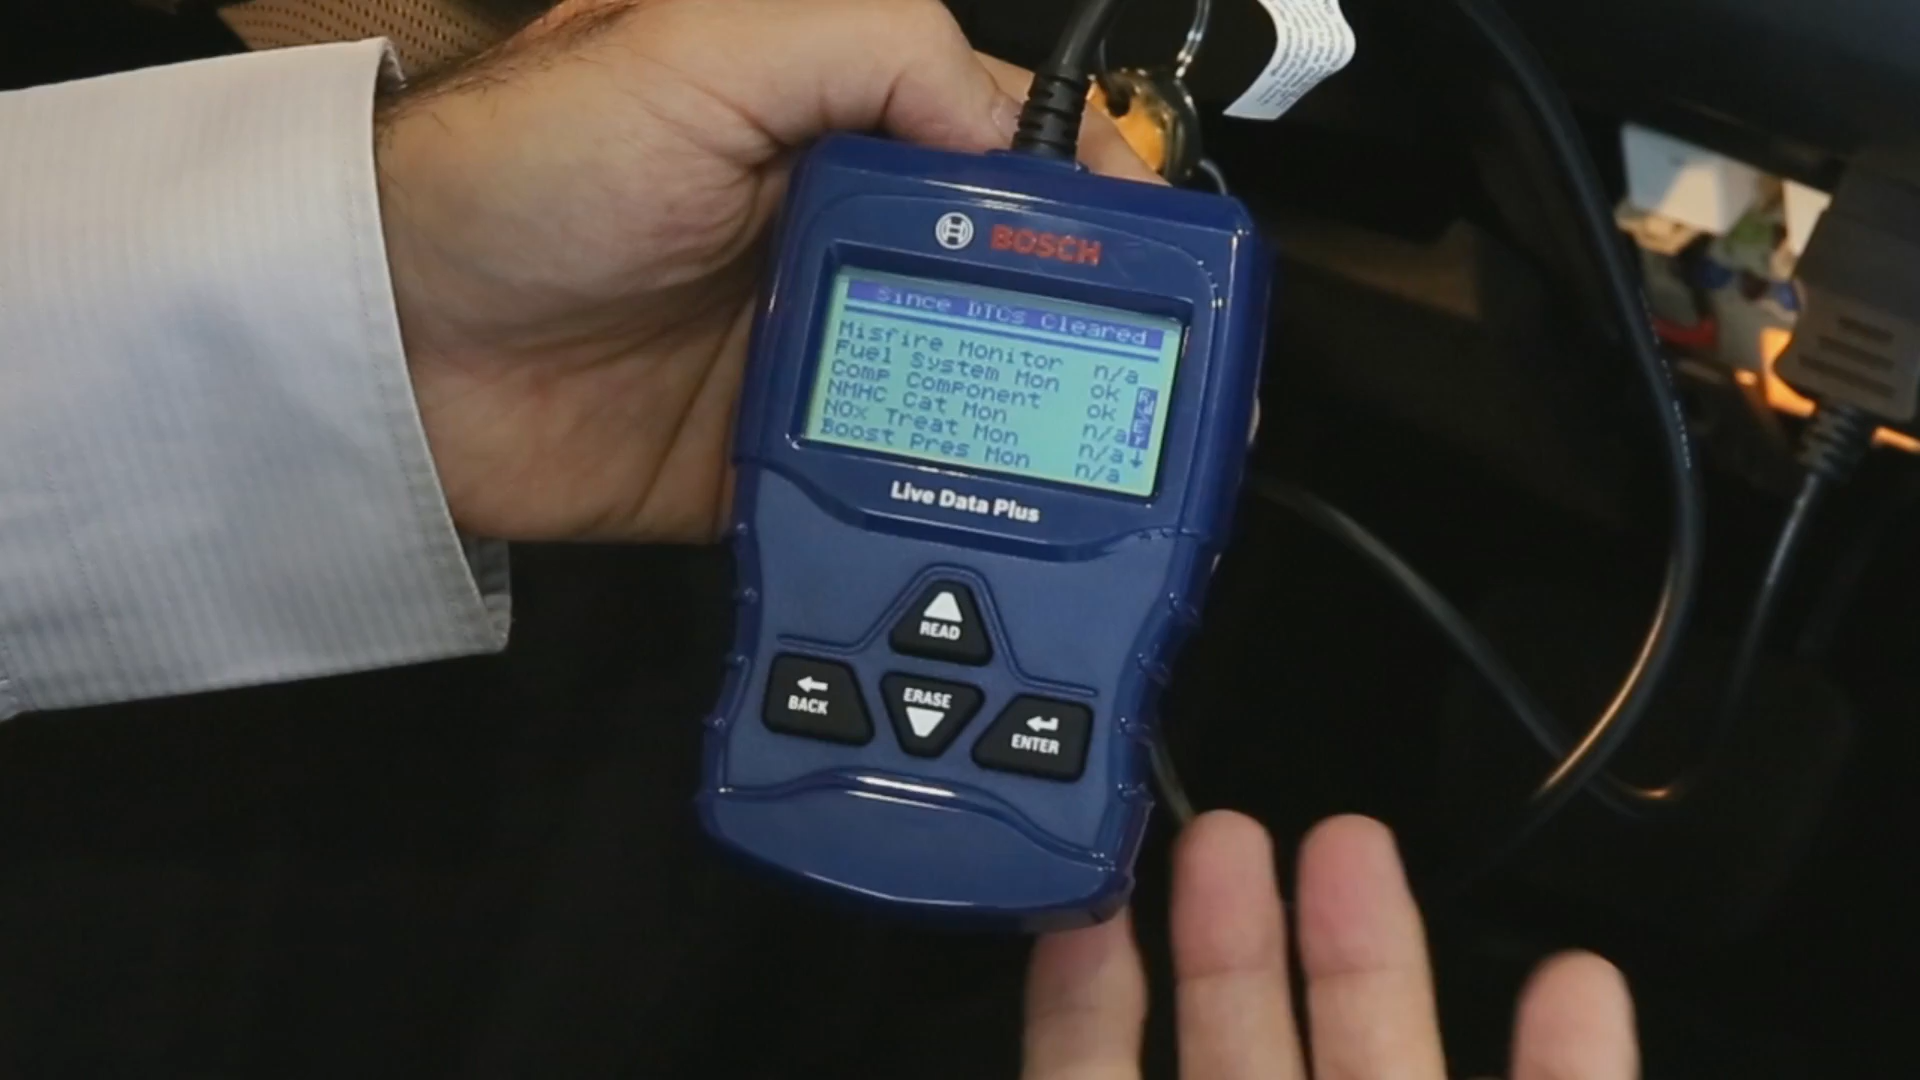 BOSCH
Since DTCs Cleared
Misfire Monitor n/a
Fuel System Mon ok
Comp Component ok
NMHC Cat Mon n/a
NOx Treat Mon n/a
Boost Pres Mon n/a
Live Data Plus
READ
BACK
ERASE
ENTER